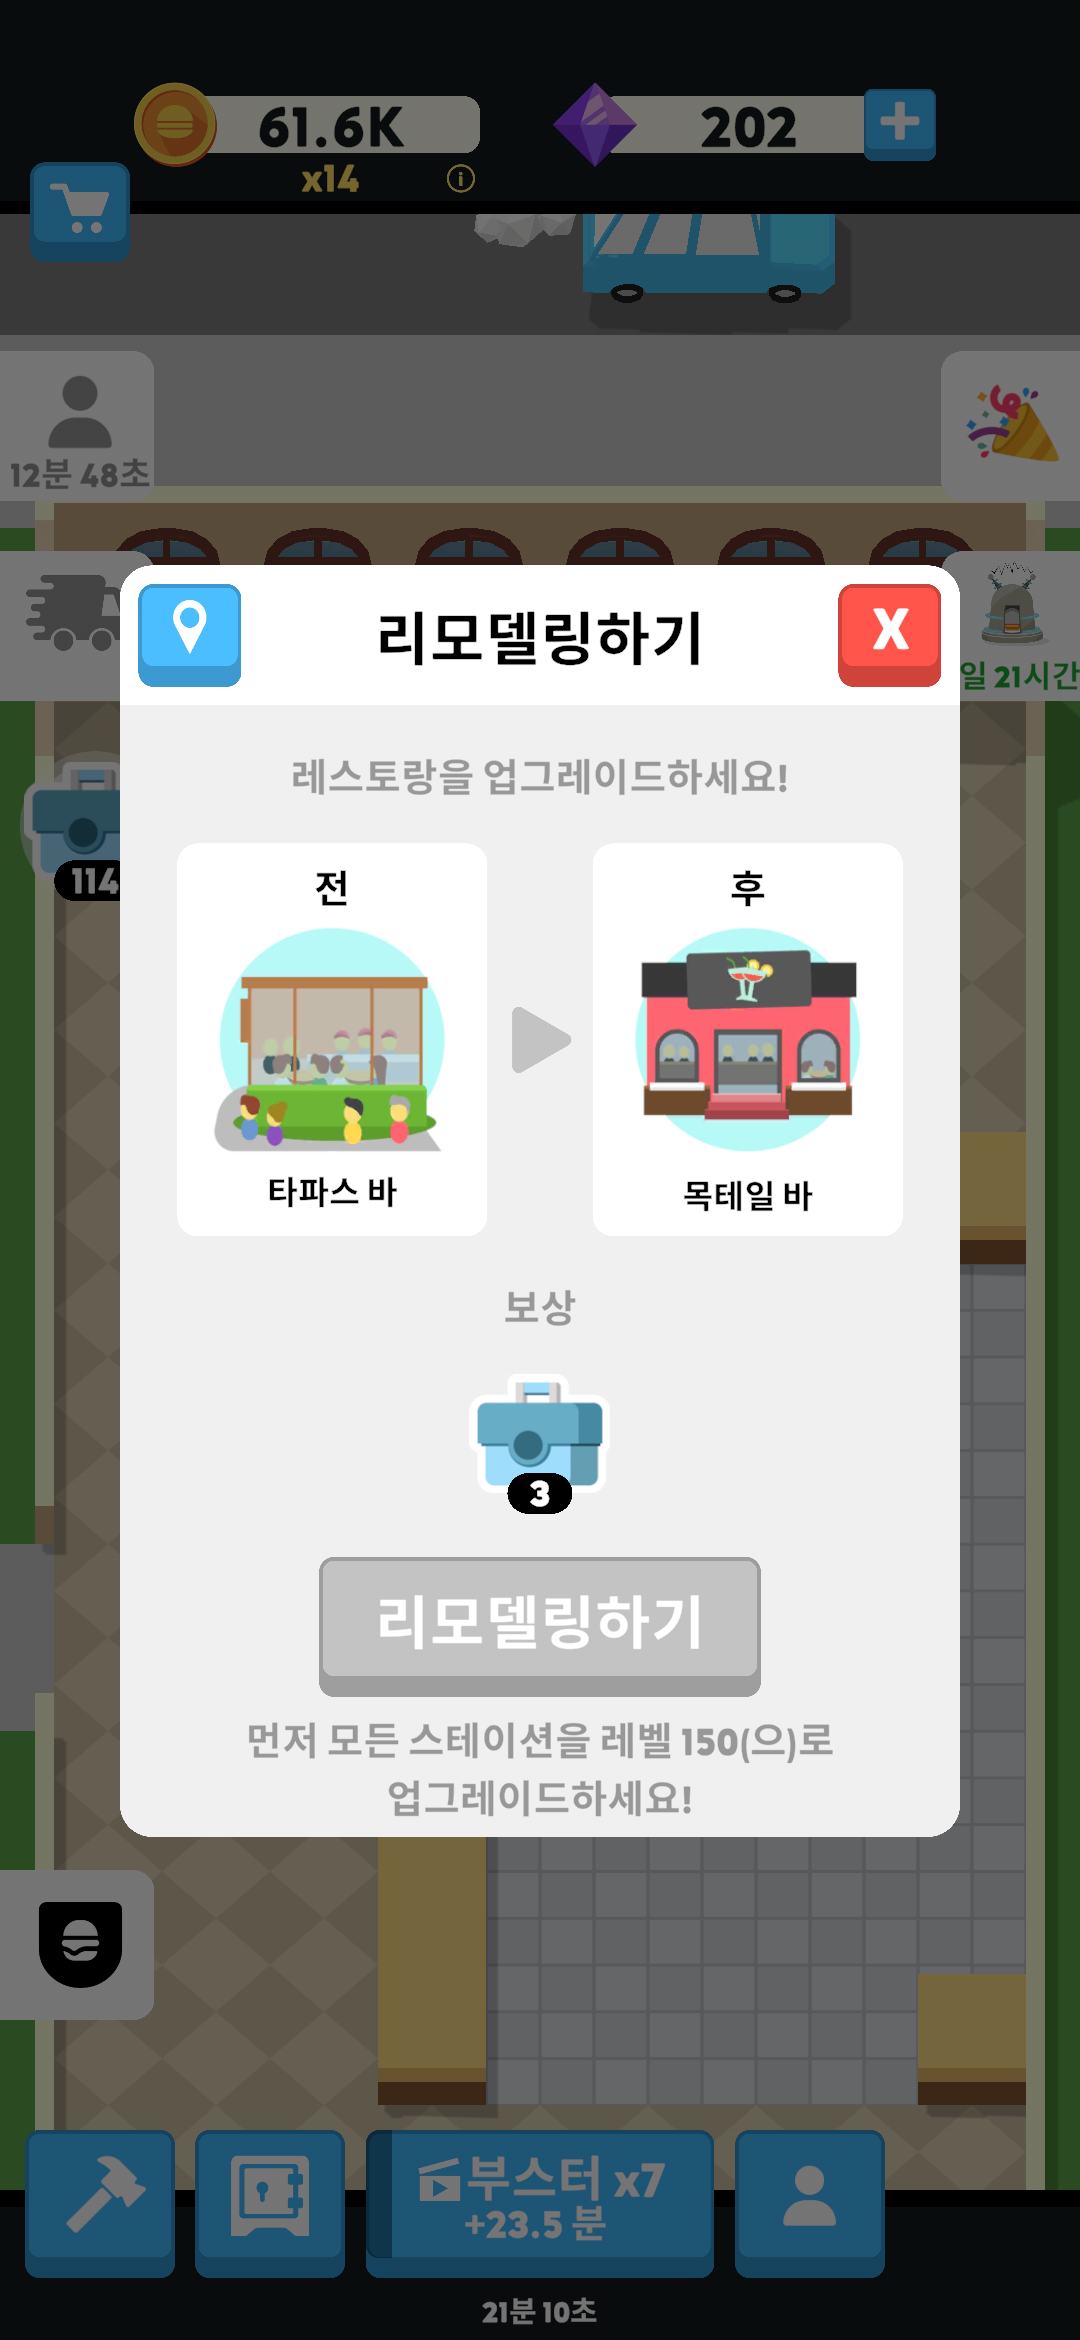 61.6K
202
x14
12분 48초
리모델링하기
X
일 21시간
레스토랑을 업그레이드하세요!
전
후
114
타파스 바
목테일 바
보상
3
리모델링하기
먼저 모든 스테이션을 레벨 150(으)로
업그레이드하세요!
부스터 x7
+23.5 분
21분 10초